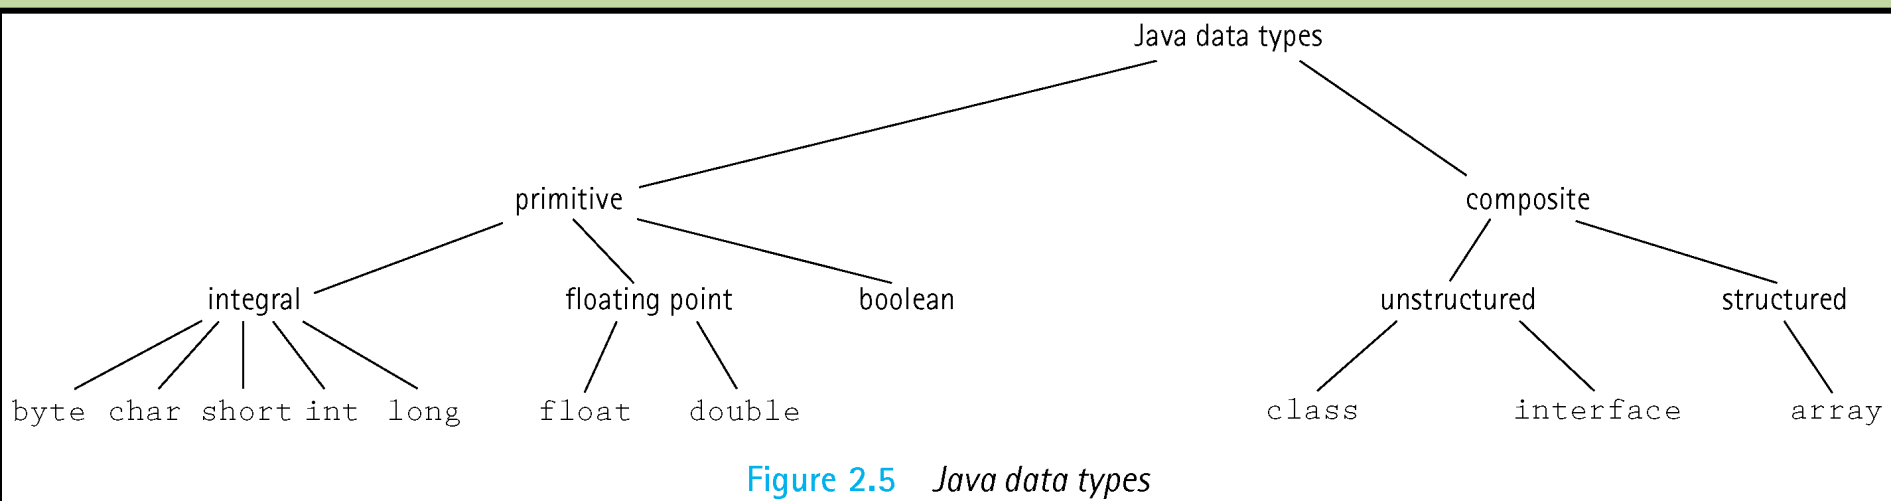 Java data types
primitive composite
integral floating point boolean unstructured structured
byte char short int long float double class interface array
Figure 2.5 Java data types